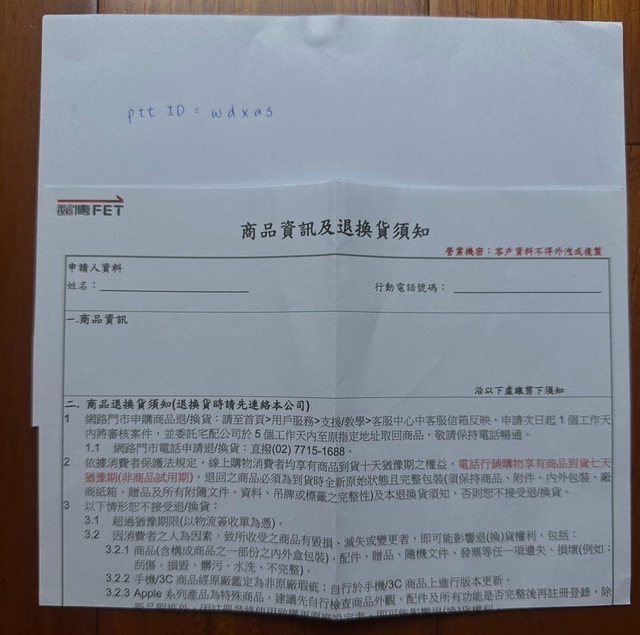 ptt ID = wdxas
遠傳FET
商品資訊及退換貨須知
營業機密：客戶資料不得外洩或複製
申請人資料
姓名： 行動電話號碼：
一.商品資訊
沿以下虛線剪下須知
二. 商品退換貨須知(退換貨時請先連絡本公司)
1 網路門市申購商品退/換貨：請至首頁>用戶服務>支援/教學>客服中心中客服信箱反映，申請次日起 1 個工作天
內將審核案件，並委託宅配公司於 5 個工作天內至原指定地址取回商品，敬請保持電話暢通。
1.1 網路門市電話申請退/換貨：直撥(02) 7715-1688。
2 依據消費者保護法規定，線上購物消費者均享有商品到貨十天猶豫期之權益，電話行銷購物享有商品到貨七天
猶豫期(非商品試用期)，退回之商品必須為到貨時全新原始狀態且完整包裝(須保持商品、附件、內外包裝、廠
商紙箱、贈品及所有附隨文件、資料、吊牌或標籤之完整性)及本退換貨須知，否則恕不接受退/換貨。
3 以下情形恕不接受退/換貨：
3.1 超過猶豫期限(以物流簽收單為憑)。
3.2 因消費者之人為因素，致所收受之商品有毀損、滅失或變更者，即可能影響退(換)貨權利，包括：
3.2.1 商品(含構成商品之一部份之內外盒包裝)、配件、贈品、隨機文件、發票等任一項遺失、損壞(例如：
刮傷，損毀，髒污，水洗、不完整)。
3.2.2 手機/3C 商品經原廠鑑定為非原廠瑕疵；自行於手機/3C 商品上進行版本更新。
3.2.3 Apple 系列產品為特殊商品，建議先自行檢查商品外觀、配件及所有功能是否完整後再註冊登錄，除